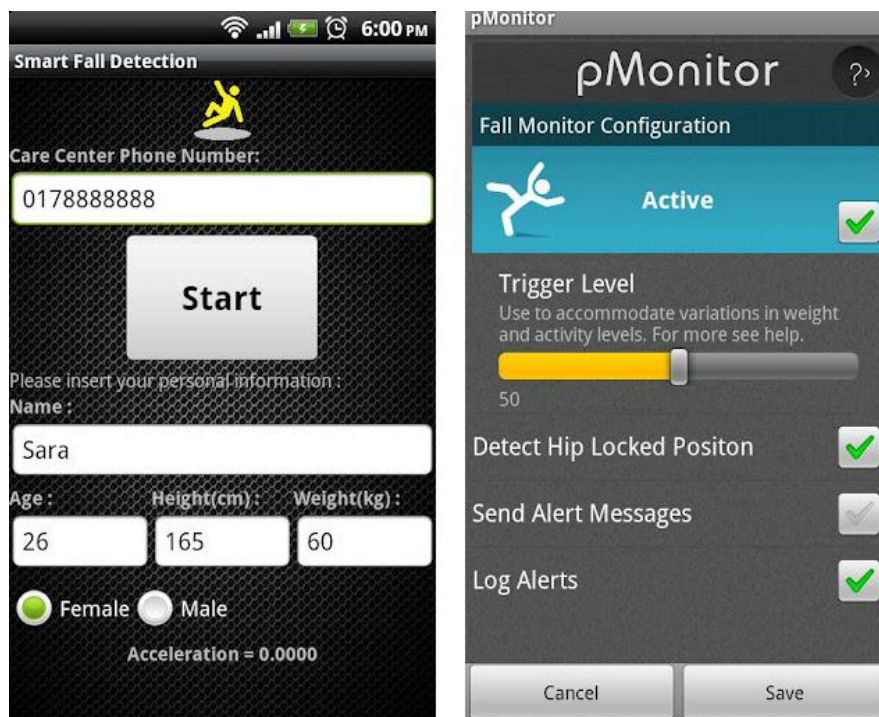 6:00 PM
Smart Fall Detection
Care Center Phone Number:
0178888888
Start
Please insert your personal information :
Name :
Sara
Age : Height(cm) : Weight(kg) :
26 165 60
Female Male
Acceleration = 0.0000
pMonitor
pMonitor ?›
Fall Monitor Configuration
Active
Trigger Level
Use to accommodate variations in weight
and activity levels. For more see help.
50
Detect Hip Locked Positon
Send Alert Messages
Log Alerts
Cancel Save